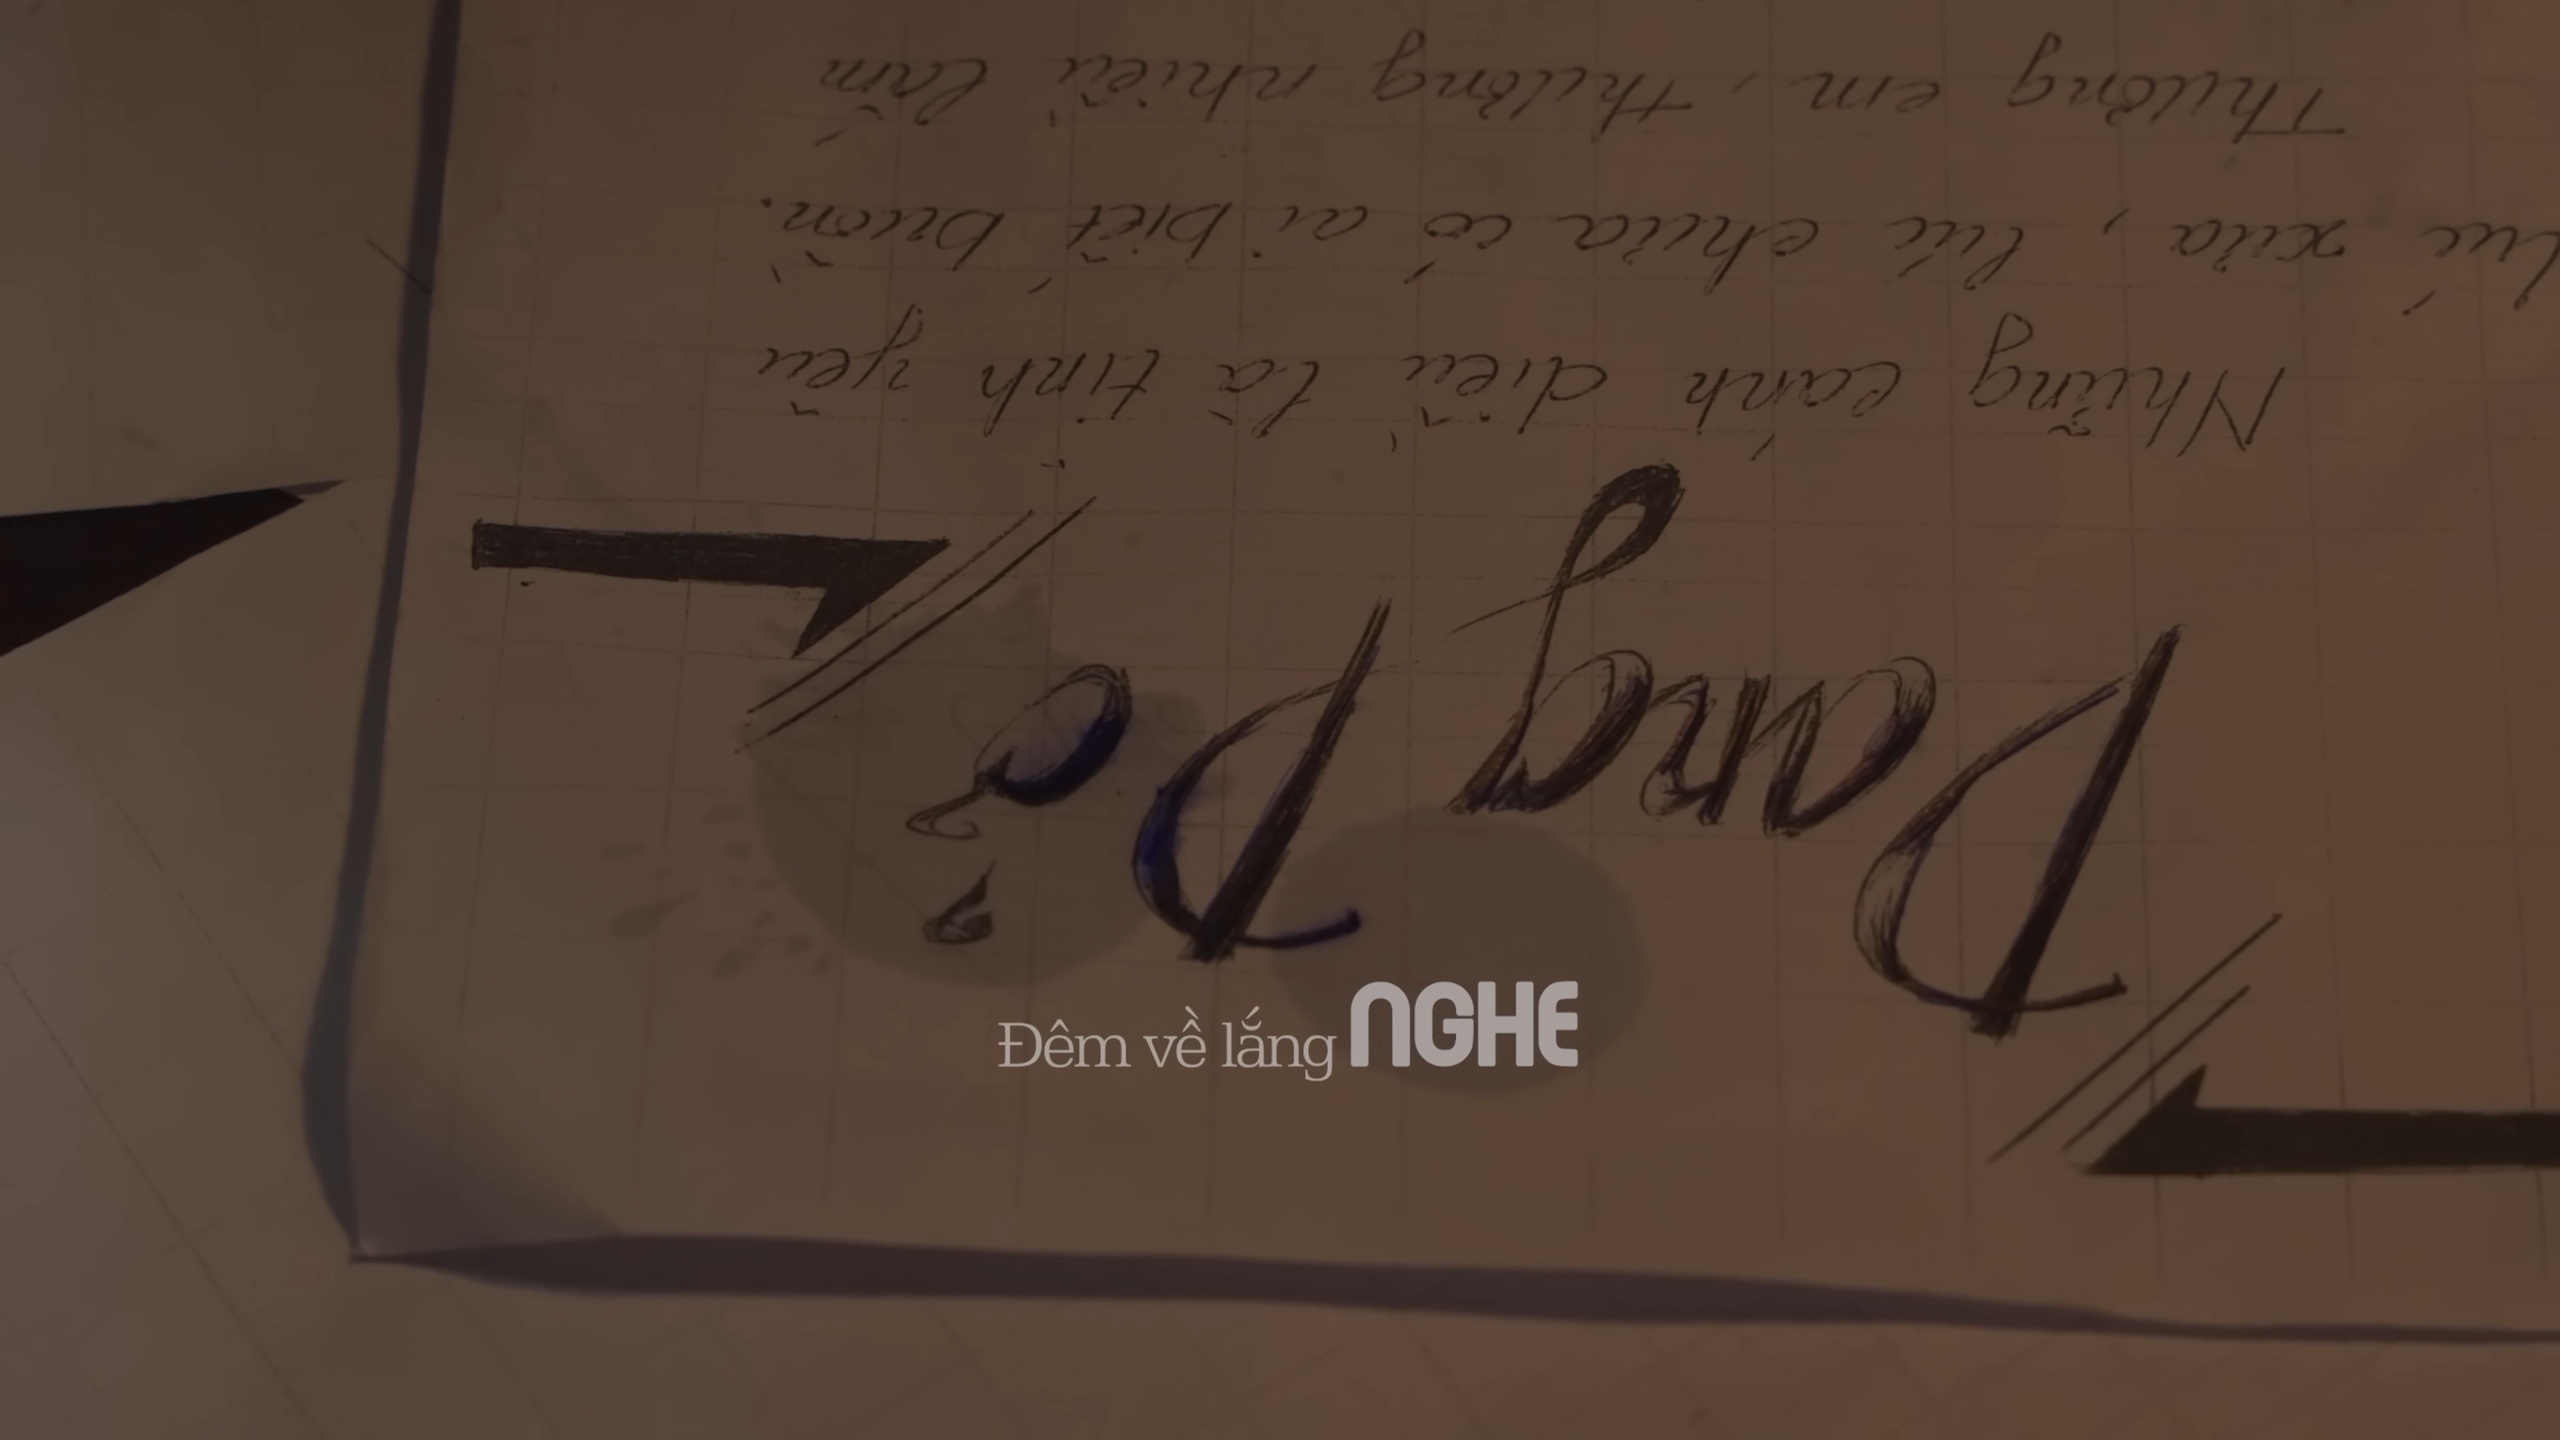 Dang Dở
Những cánh diều là tình yêu
lúc xưa, lúc chưa có ai biết buồn.
Thương em, thương nhiều lắm
Đêm về lắng NGHE